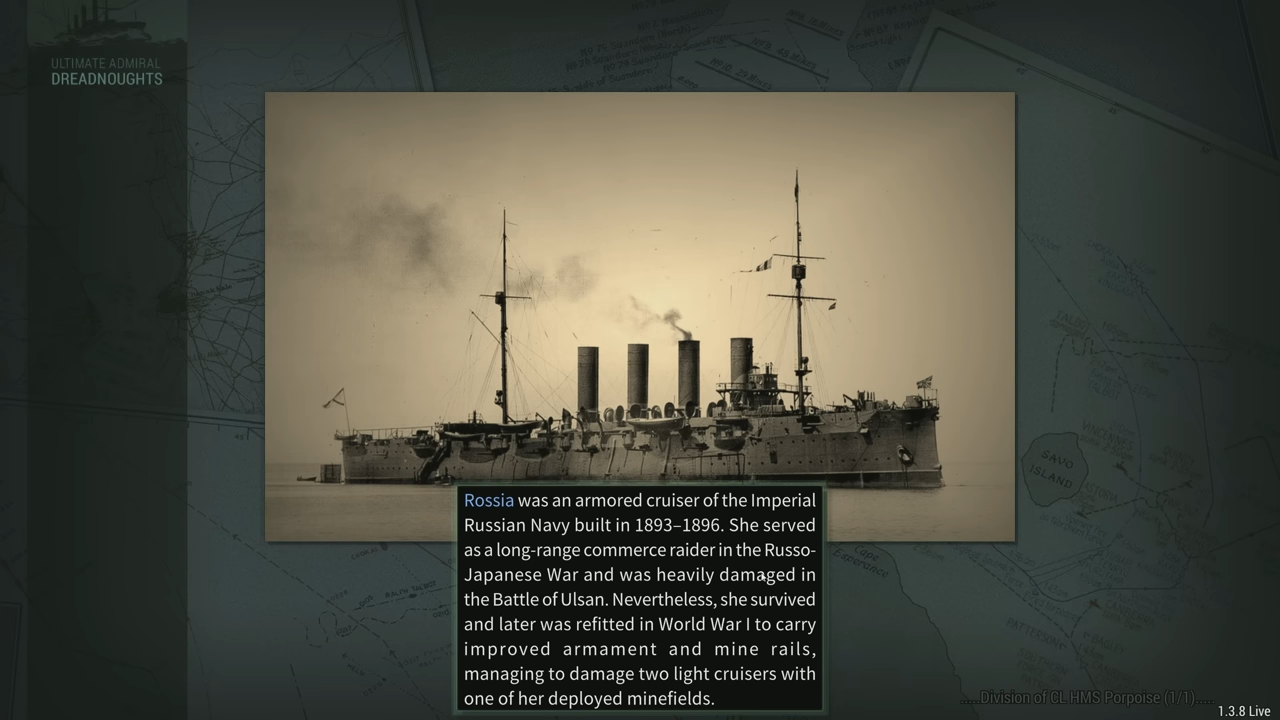 ULTIMATE ADMIRAL
DREADNOUGHTS
Rossia was an armored cruiser of the Imperial
Russian Navy built in 1893–1896. She served
as a long-range commerce raider in the Russo-
Japanese War and was heavily damaged in
the Battle of Ulsan. Nevertheless, she survived
and later was refitted in World War I to carry
improved armament and mine rails,
managing to damage two light cruisers with
one of her deployed minefields.
SAVO
ISLAND
Cape
Esperance
RALPH TALBOT
.....Division of CL HMS Porpoise (1/1).....
1.3.8 Live